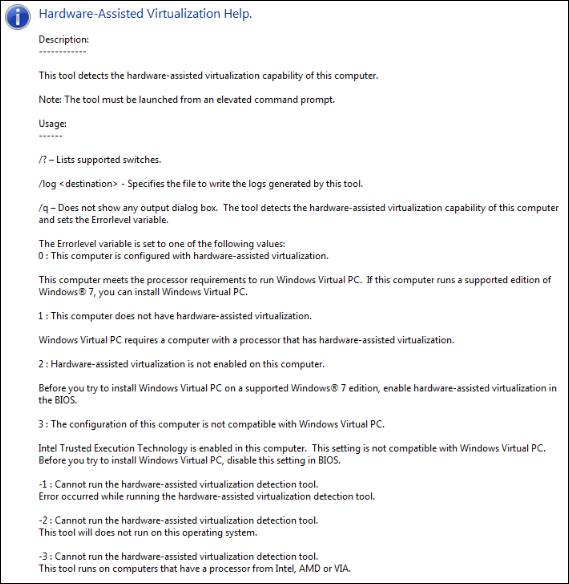 Hardware-Assisted Virtualization Help.
Description:
------------
This tool detects the hardware-assisted virtualization capability of this computer.
Note: The tool must be launched from an elevated command prompt.
Usage:
------
/? – Lists supported switches.
/log <destination> - Specifies the file to write the logs generated by this tool.
/q – Does not show any output dialog box.  The tool detects the hardware-assisted virtualization capability of this computer
and sets the Errorlevel variable.
The Errorlevel variable is set to one of the following values:
0 : This computer is configured with hardware-assisted virtualization.
This computer meets the processor requirements to run Windows Virtual PC.  If this computer runs a supported edition of
Windows® 7, you can install Windows Virtual PC.
1 : This computer does not have hardware-assisted virtualization.
Windows Virtual PC requires a computer with a processor that has hardware-assisted virtualization.
2 : Hardware-assisted virtualization is not enabled on this computer.
Before you try to install Windows Virtual PC on a supported Windows® 7 edition, enable hardware-assisted virtualization in
the BIOS.
3 : The configuration of this computer is not compatible with Windows Virtual PC.
Intel Trusted Execution Technology is enabled in this computer.  This setting is not compatible with Windows Virtual PC.
Before you try to install Windows Virtual PC, disable this setting in BIOS.
-1 : Cannot run the hardware-assisted virtualization detection tool.
Error occurred while running the hardware-assisted virtualization detection tool.
-2 : Cannot run the hardware-assisted virtualization detection tool.
This tool will does not run on this operating system.
-3 : Cannot run the hardware-assisted virtualization detection tool.
This tool runs on computers that have a processor from Intel, AMD or VIA.